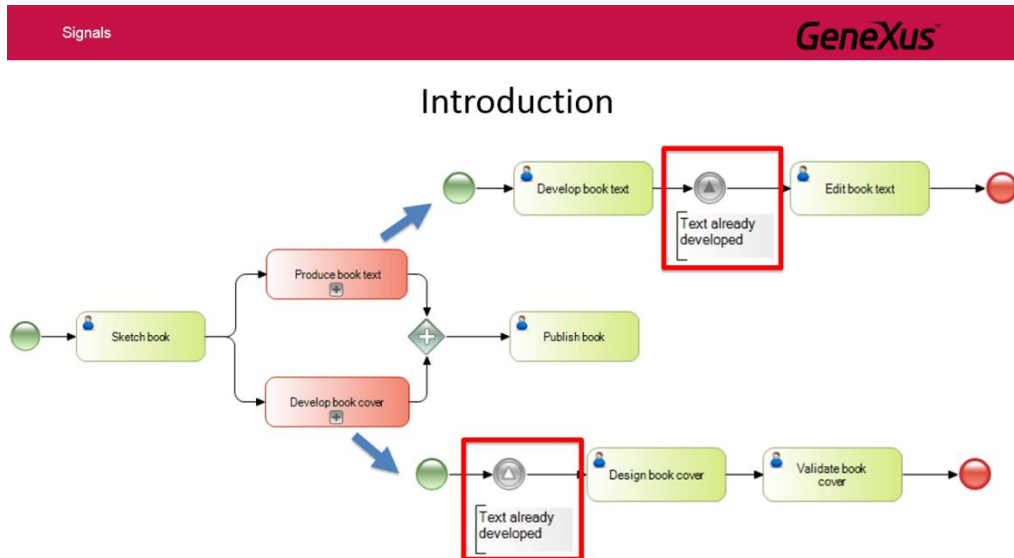 Signals
GeneXus™
Introduction
Develop book text
Edit book text
Text already
developed
Produce book text
Sketch book
Publish book
Develop book cover
Design book cover
Validate book
cover
Text already
developed